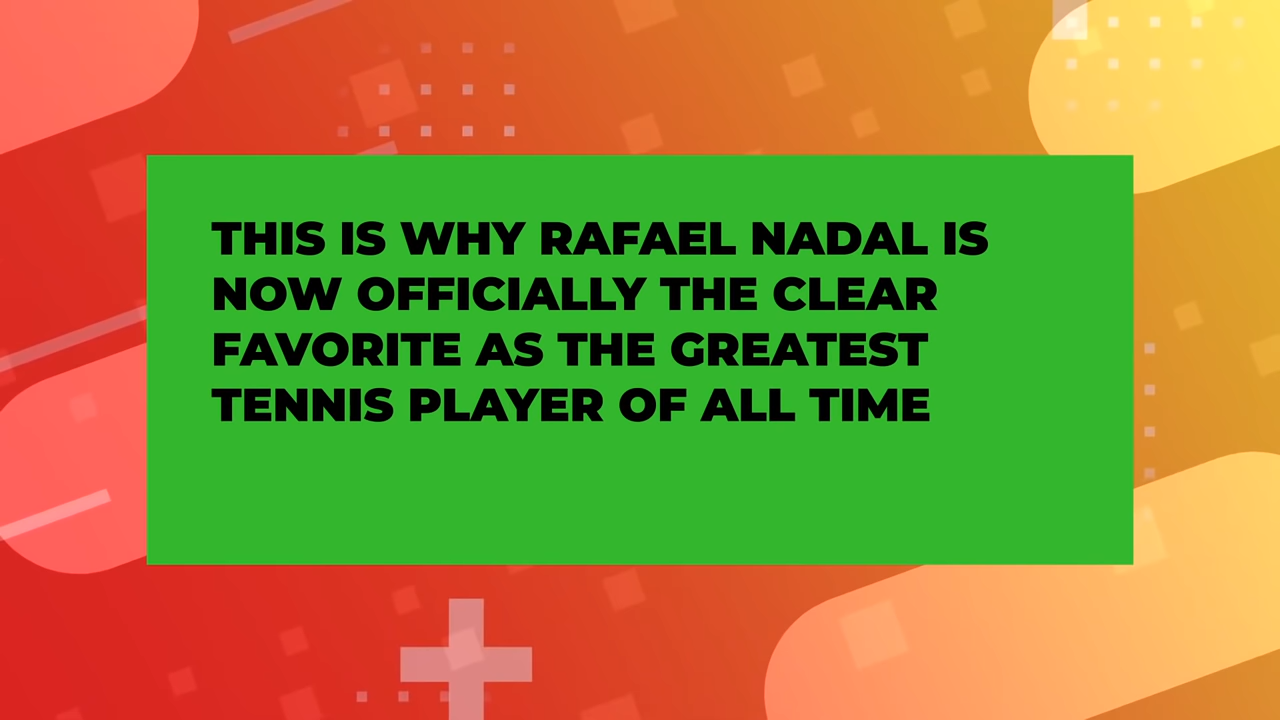 THIS IS WHY RAFAEL NADAL IS
NOW OFFICIALLY THE CLEAR
FAVORITE AS THE GREATEST
TENNIS PLAYER OF ALL TIME